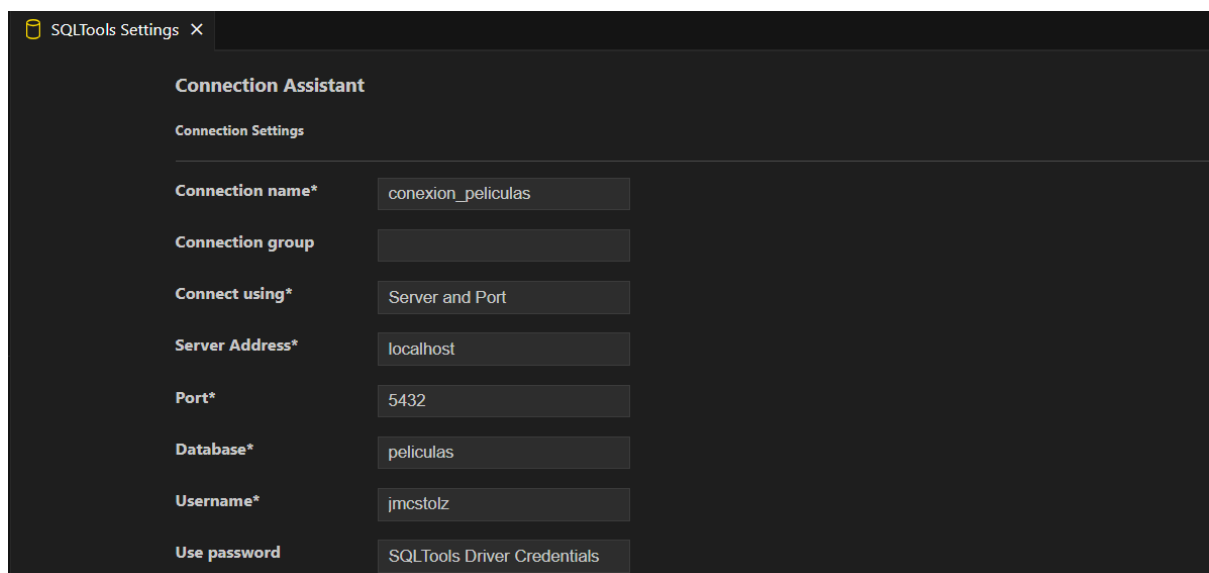 SQLTools Settings
Connection Assistant
Connection Settings
Connection name* conexion_peliculas
Connection group
Connect using* Server and Port
Server Address* localhost
Port* 5432
Database* peliculas
Username* jmcstolz
Use password SQLTools Driver Credentials